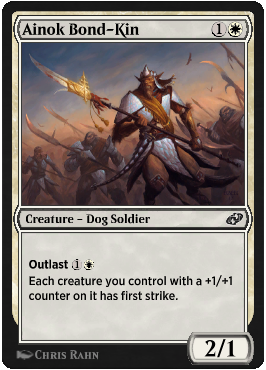 Ainok Bond-Kin 1
Creature – Dog Soldier
Outlast 1
Each creature you control with a +1/+1
counter on it has first strike.
Chris Rahn
2/1